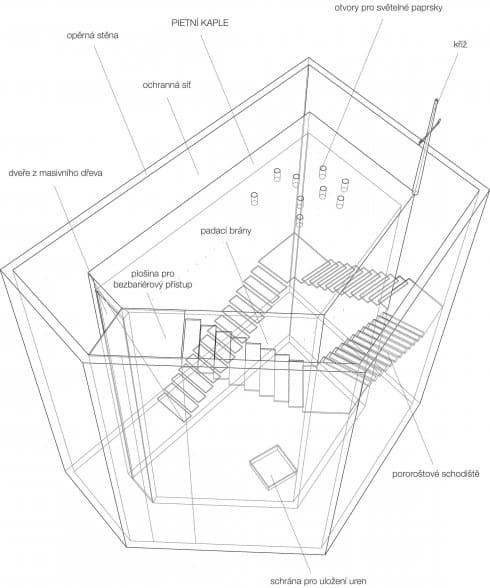 otvory pro světelné paprsky
PIETNÍ KAPLE
opěrná stěna
kříž
ochranná síť
dveře z masivního dřeva
padací brány
plošina pro
bezbariérový přístup
pororoštové schodiště
schrána pro uložení uren